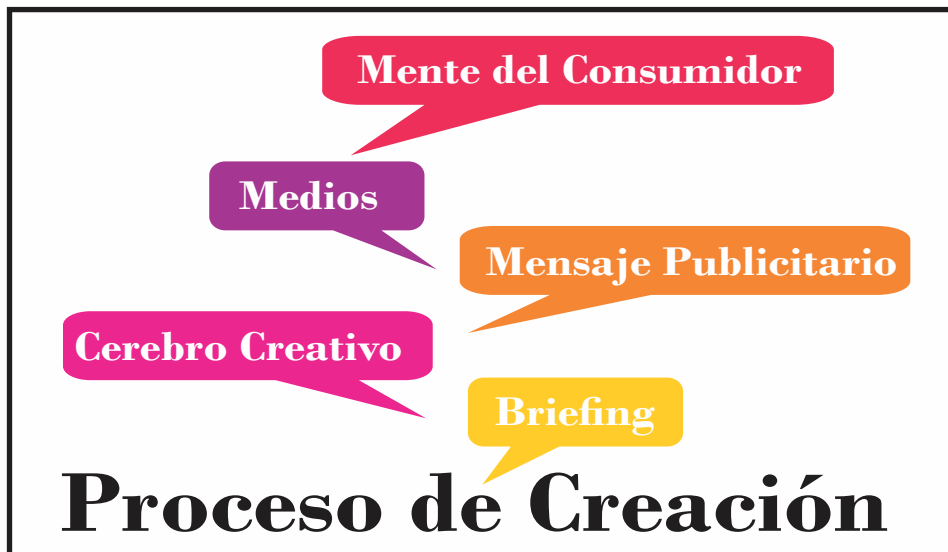 Mente del Consumidor
Medios
Mensaje Publicitario
Cerebro Creativo
Briefing
Proceso de Creación